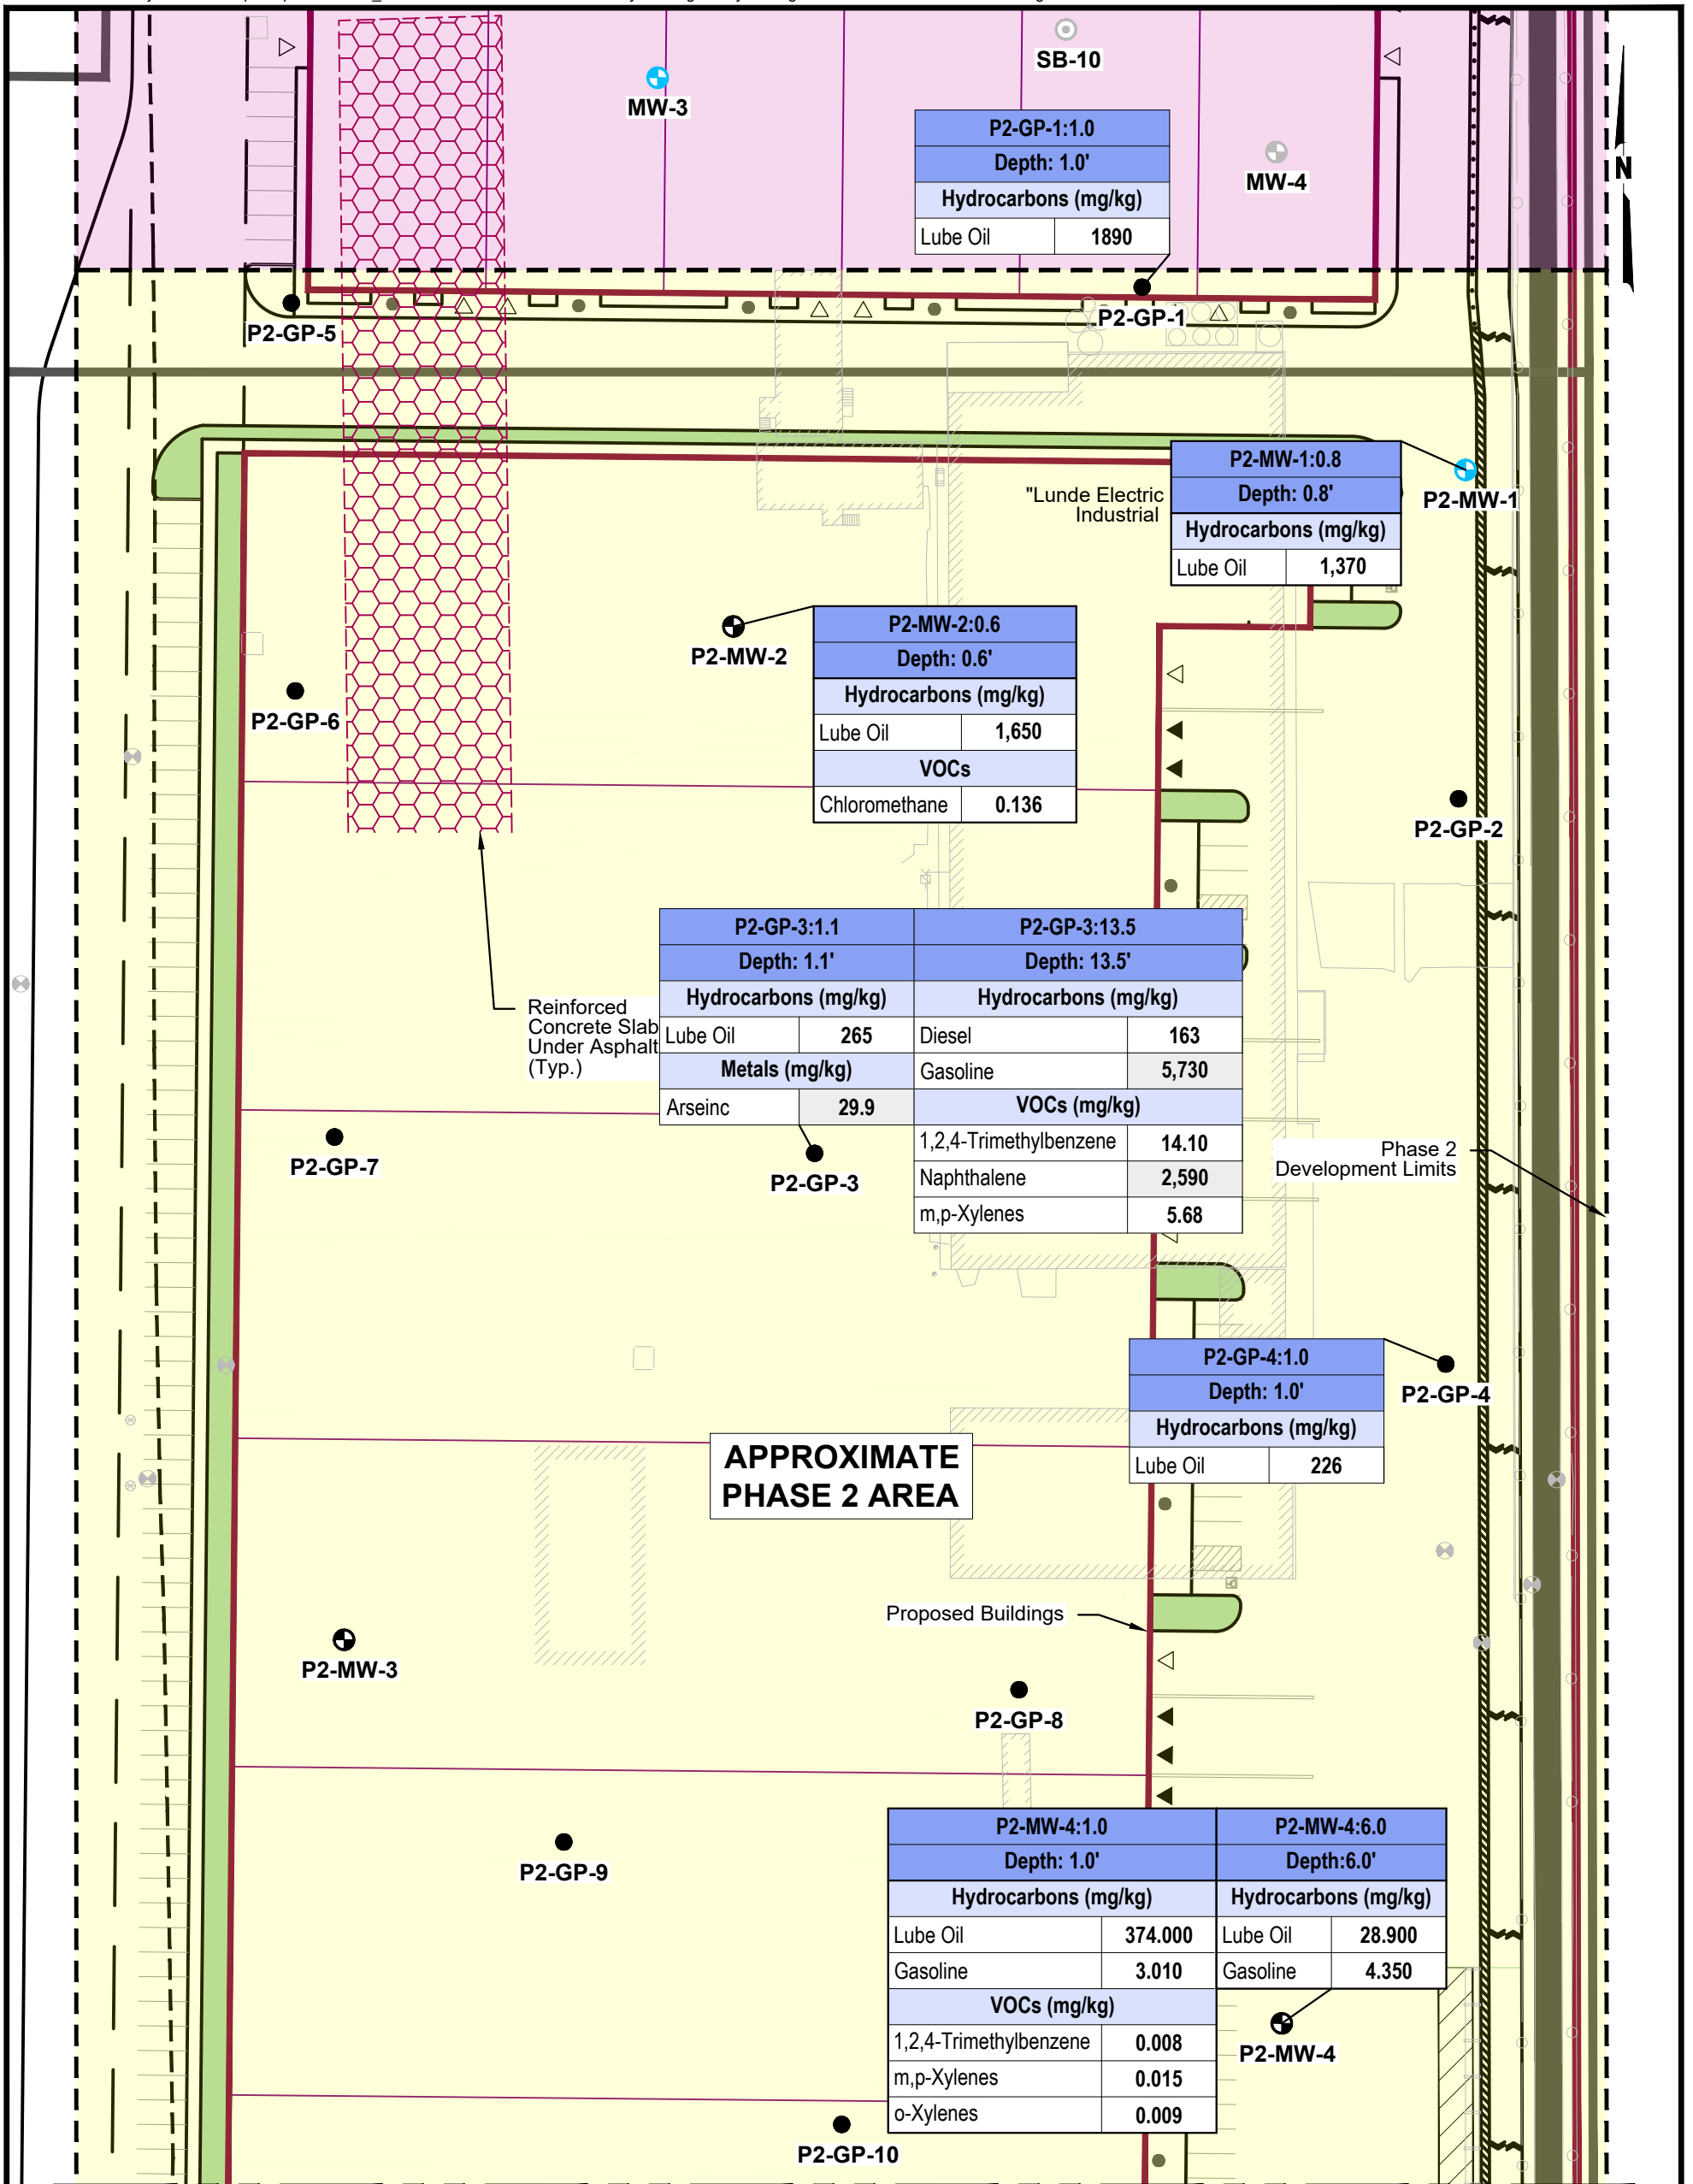 SB-10
MW-3
MW-4
N
P2-GP-1:1.0
Depth: 1.0'
Hydrocarbons (mg/kg)
Lube Oil 1890
P2-GP-5
P2-GP-1
"Lunde Electric
Industrial
P2-MW-1:0.8
Depth: 0.8'
Hydrocarbons (mg/kg)
Lube Oil 1,370
P2-MW-1
P2-MW-2
P2-MW-2:0.6
Depth: 0.6'
Hydrocarbons (mg/kg)
Lube Oil 1,650
VOCs
Chloromethane 0.136
P2-GP-6
P2-GP-2
Reinforced
Concrete Slab
Under Asphalt
(Typ.)
P2-GP-3:1.1
Depth: 1.1'
Hydrocarbons (mg/kg)
Lube Oil 265
Metals (mg/kg)
Arseinc 29.9
P2-GP-3:13.5
Depth: 13.5'
Hydrocarbons (mg/kg)
Diesel 163
Gasoline 5,730
VOCs (mg/kg)
1,2,4-Trimethylbenzene 14.10
Naphthalene 2,590
m,p-Xylenes 5.68
P2-GP-7
P2-GP-3
Phase 2
Development Limits
P2-GP-4:1.0
Depth: 1.0'
Hydrocarbons (mg/kg)
Lube Oil 226
P2-GP-4
APPROXIMATE
PHASE 2 AREA
Proposed Buildings
P2-MW-3
P2-GP-8
P2-GP-9
P2-MW-4:1.0
Depth: 1.0'
Hydrocarbons (mg/kg)
Lube Oil 374.000
Gasoline 3.010
VOCs (mg/kg)
1,2,4-Trimethylbenzene 0.008
m,p-Xylenes 0.015
o-Xylenes 0.009
P2-MW-4:6.0
Depth:6.0'
Hydrocarbons (mg/kg)
Lube Oil 28.900
Gasoline 4.350
P2-MW-4
P2-GP-10